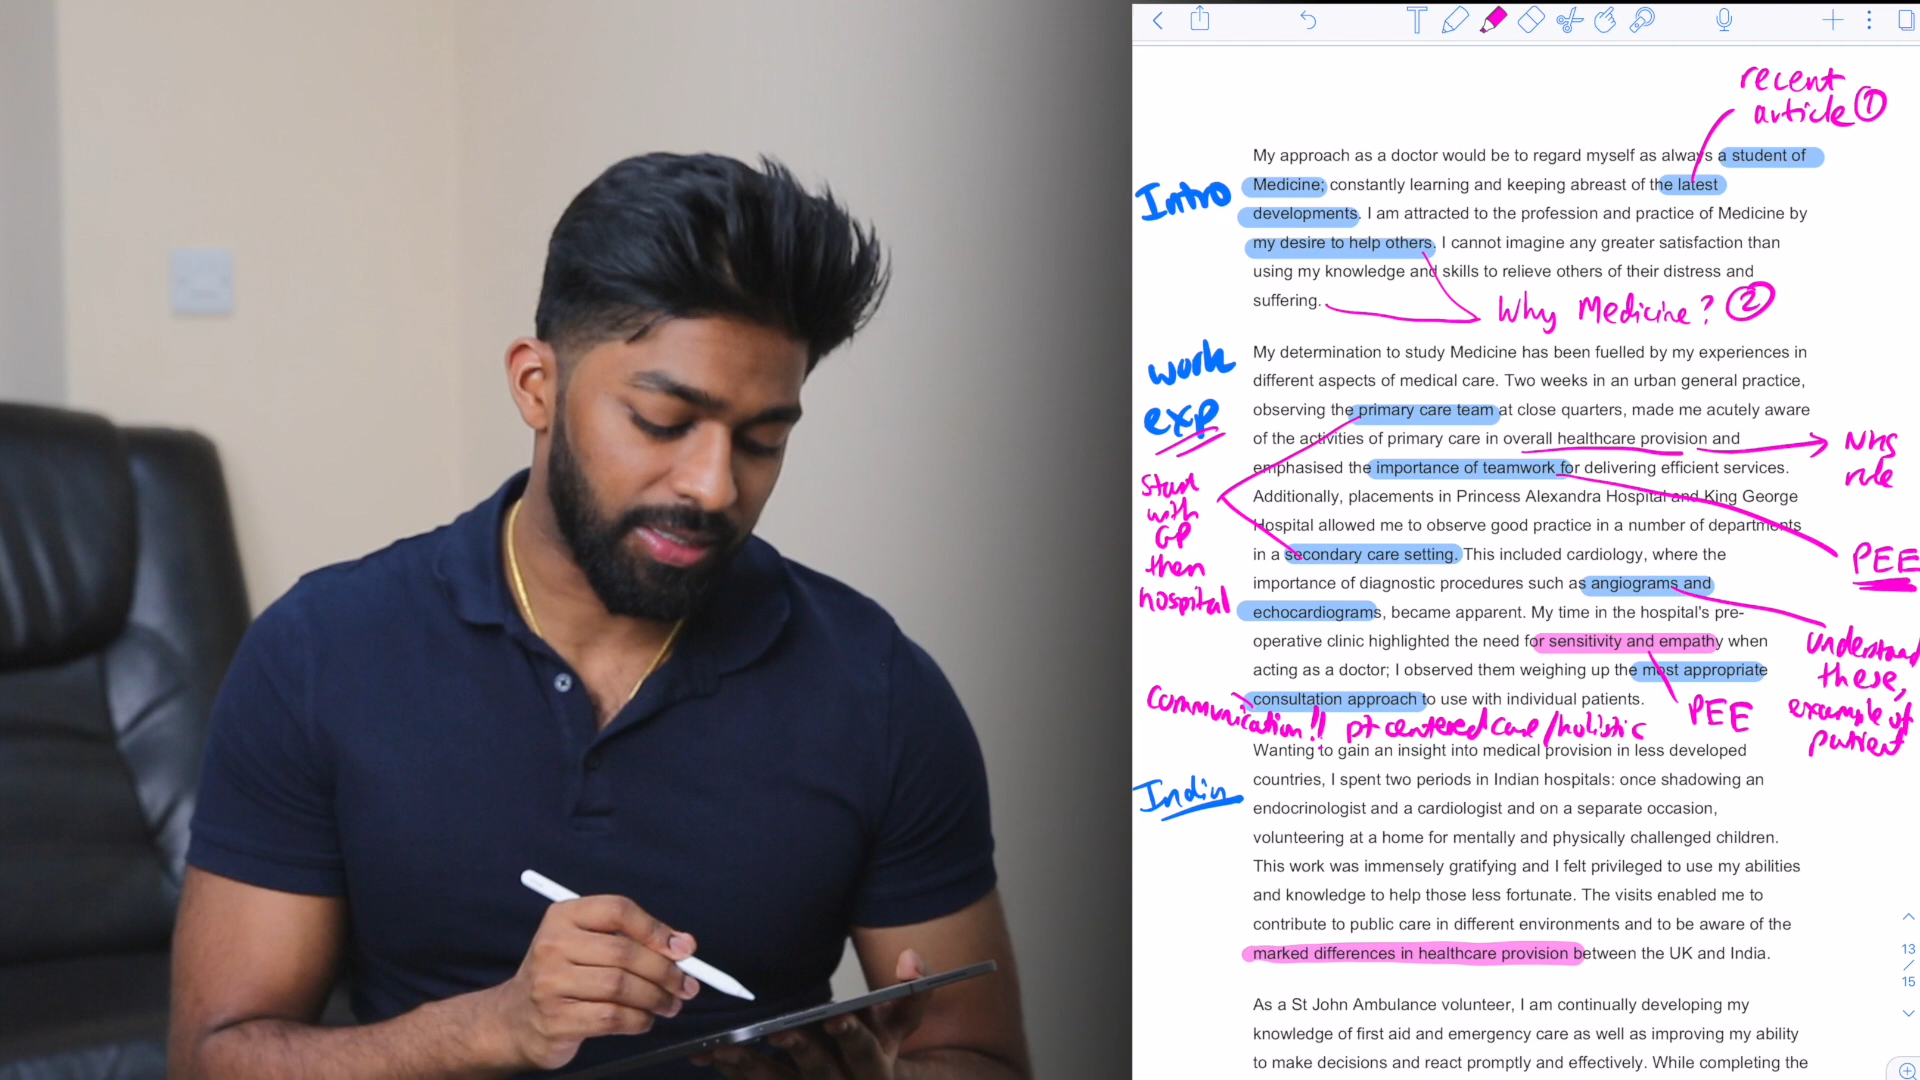 recent
article ①
My approach as a doctor would be to regard myself as always a student of
Intro
Medicine; constantly learning and keeping abreast of the latest
developments. I am attracted to the profession and practice of Medicine by
my desire to help others. I cannot imagine any greater satisfaction than
using my knowledge and skills to relieve others of their distress and
suffering.
Why Medicine? ②
work
exp
My determination to study Medicine has been fuelled by my experiences in
different aspects of medical care. Two weeks in an urban general practice,
observing the primary care team at close quarters, made me acutely aware
of the activities of primary care in overall healthcare provision and
NHS
role
emphasised the importance of teamwork for delivering efficient services.
Start
with
GP
then
hospital
Additionally, placements in Princess Alexandra Hospital and King George
Hospital allowed me to observe good practice in a number of departments
in a secondary care setting. This included cardiology, where the
PEE
importance of diagnostic procedures such as angiograms and
echocardiograms, became apparent. My time in the hospital's pre-
operative clinic highlighted the need for sensitivity and empathy when
acting as a doctor; I observed them weighing up the most appropriate
consultation approach to use with individual patients.
understand
these,
example of
patient
PEE
Communication!! pt centered care/holistic
Wanting to gain an insight into medical provision in less developed
countries, I spent two periods in Indian hospitals: once shadowing an
India
endocrinologist and a cardiologist and on a separate occasion,
volunteering at a home for mentally and physically challenged children.
This work was immensely gratifying and I felt privileged to use my abilities
and knowledge to help those less fortunate. The visits enabled me to
contribute to public care in different environments and to be aware of the
marked differences in healthcare provision between the UK and India.
13
/
15
As a St John Ambulance volunteer, I am continually developing my
knowledge of first aid and emergency care as well as improving my ability
to make decisions and react promptly and effectively. While completing the